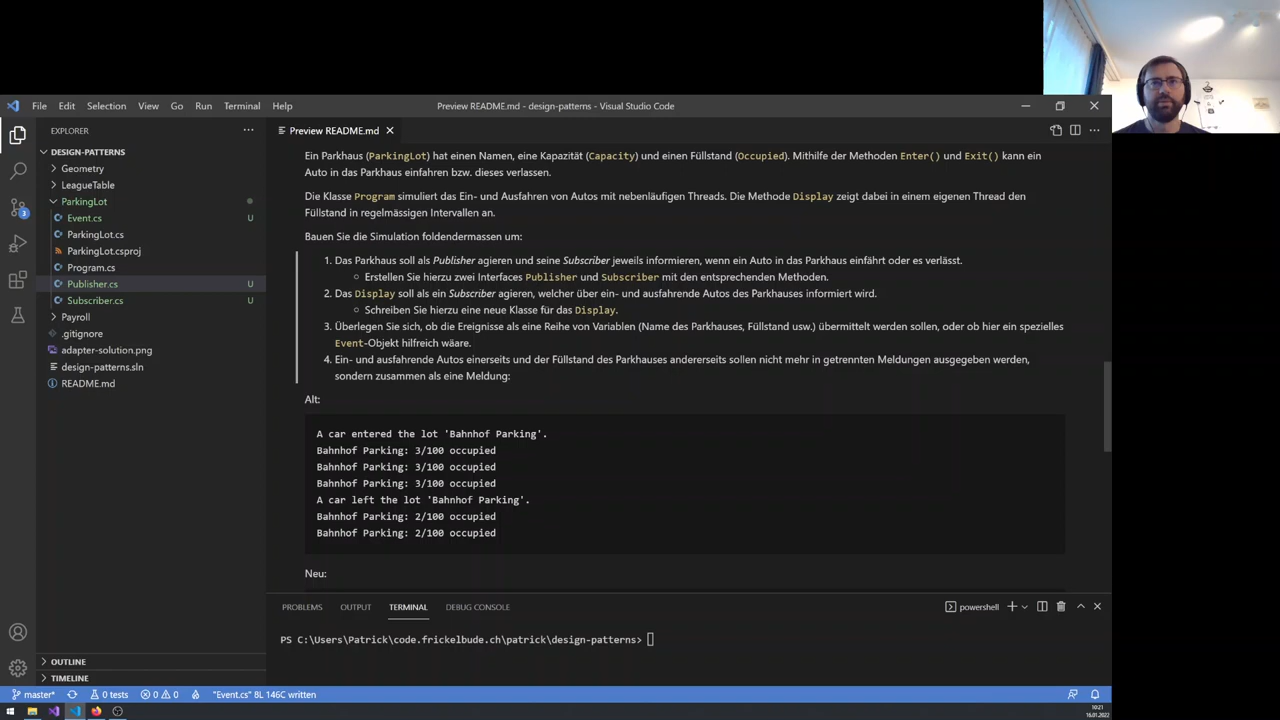 File Edit Selection View Go Run Terminal Help
Preview README.md - design-patterns - Visual Studio Code
EXPLORER
DESIGN-PATTERNS
Geometry
LeagueTable
ParkingLot
Event.cs U
ParkingLot.cs
ParkingLot.csproj
Program.cs
Publisher.cs U
Subscriber.cs U
Payroll
.gitignore
adapter-solution.png
design-patterns.sln
README.md
OUTLINE
TIMELINE
3
Preview README.md
Ein Parkhaus (ParkingLot) hat einen Namen, eine Kapazität (Capacity) und einen Füllstand (Occupied). Mithilfe der Methoden Enter() und Exit() kann ein
Auto in das Parkhaus einfahren bzw. dieses verlassen.
Die Klasse Program simuliert das Ein- und Ausfahren von Autos mit nebenläufigen Threads. Die Methode Display zeigt dabei in einem eigenen Thread den
Füllstand in regelmässigen Intervallen an.
Bauen Sie die Simulation foldendermassen um:
1. Das Parkhaus soll als Publisher agieren und seine Subscriber jeweils informieren, wenn ein Auto in das Parkhaus einfährt oder es verlässt.
Erstellen Sie hierzu zwei Interfaces Publisher und Subscriber mit den entsprechenden Methoden.
2. Das Display soll als ein Subscriber agieren, welcher über ein- und ausfahrende Autos des Parkhauses informiert wird.
Schreiben Sie hierzu eine neue Klasse für das Display.
3. Überlegen Sie sich, ob die Ereignisse als eine Reihe von Variablen (Name des Parkhauses, Füllstand usw.) übermittelt werden sollen, oder ob hier ein spezielles
Event-Objekt hilfreich wäare.
4. Ein- und ausfahrende Autos einerseits und der Füllstand des Parkhauses andererseits sollen nicht mehr in getrennten Meldungen ausgegeben werden,
sondern zusammen als eine Meldung:
Alt:
A car entered the lot 'Bahnhof Parking'.
Bahnhof Parking: 3/100 occupied
Bahnhof Parking: 3/100 occupied
Bahnhof Parking: 3/100 occupied
A car left the lot 'Bahnhof Parking'.
Bahnhof Parking: 2/100 occupied
Bahnhof Parking: 2/100 occupied
Neu:
PROBLEMS OUTPUT TERMINAL DEBUG CONSOLE
powershell
PS C:\Users\Patrick\code.frickelbude.ch\patrick\design-patterns>
master* 0 tests 0 0 "Event.cs" 8L 146C written
10:21
16.01.2022